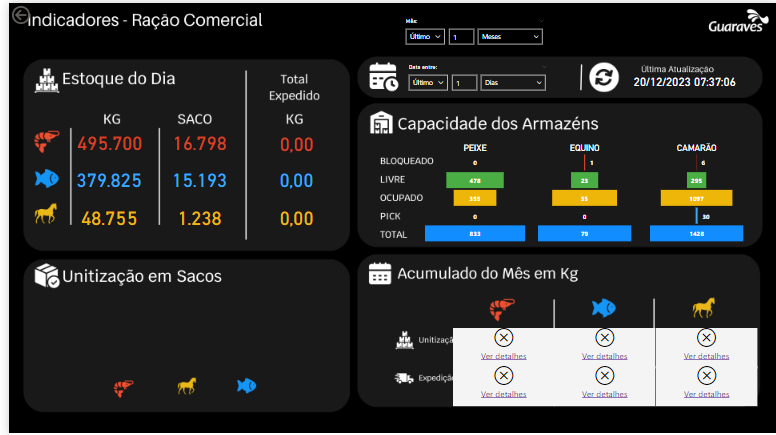 Indicadores - Ração Comercial
Mês:
Último 1 Meses
Guaraves
Estoque do Dia
Total Expedido
KG SACO KG
495.700 16.798 0,00
379.825 15.193 0,00
48.755 1.238 0,00
Data entre:
Último 1 Dias
Última Atualização
20/12/2023 07:37:06
Capacidade dos Armazéns
PEIXE EQUINO CAMARÃO
BLOQUEADO 0 1 6
LIVRE 478 23 295
OCUPADO 355 55 1097
PICK 0 0 30
TOTAL 833 79 1428
Unitização em Sacos
Acumulado do Mês em Kg
Unitizaç
Ver detalhes Ver detalhes Ver detalhes
Expediçã
Ver detalhes Ver detalhes Ver detalhes